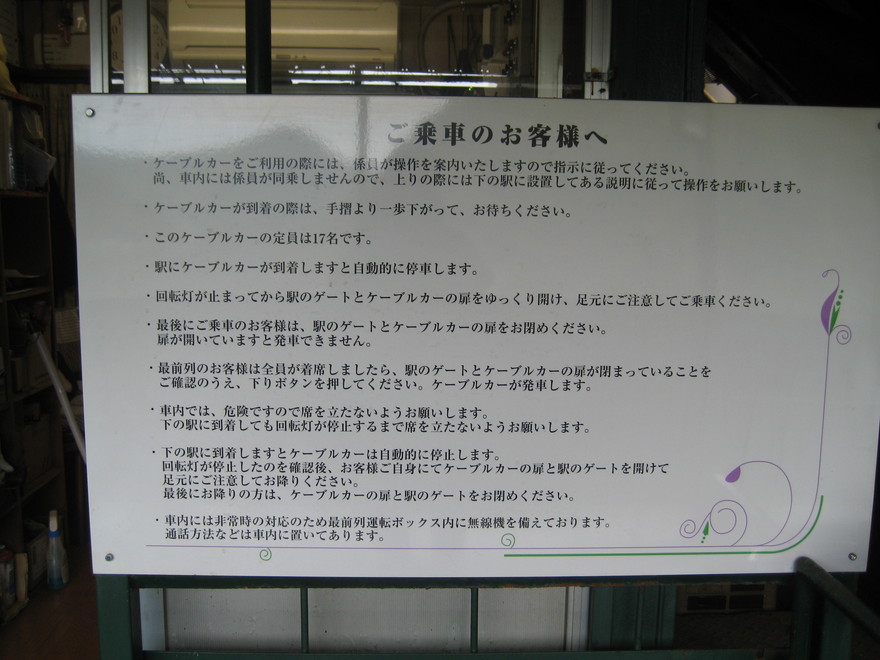 ご乗車のお客様へ
・ケーブルカーをご利用の際には、係員が操作を案内いたしますので指示に従ってください。
尚、車内には係員が同乗しませんので、上りの際には下の駅に設置してある説明に従って操作をお願いします。
・ケーブルカーが到着の際は、手摺より一歩下がって、お待ちください。
・このケーブルカーの定員は17名です。
・駅にケーブルカーが到着しますと自動的に停車します。
・回転灯が止まってから駅のゲートとケーブルカーの扉をゆっくり開け、足元にご注意してご乗車ください。
・最後にご乗車のお客様は、駅のゲートとケーブルカーの扉をお閉めください。
扉が開いていますと発車できません。
・最前列のお客様は全員が着席しましたら、駅のゲートとケーブルカーの扉が閉まっていることを
ご確認のうえ、下りボタンを押してください。ケーブルカーが発車します。
・車内では、危険ですので席を立たないようお願いします。
下の駅に到着しても回転灯が停止するまで席を立たないようお願いします。
・下の駅に到着しますとケーブルカーは自動的に停止します。
回転灯が停止したのを確認後、お客様ご自身にてケーブルカーの扉と駅のゲートを開けて
足元にご注意してお降りください。
最後にお降りの方は、ケーブルカーの扉と駅のゲートをお閉めください。
・車内には非常時の対応のため最前列運転ボックス内に無線機を備えております。
通話方法などは車内に置いてあります。